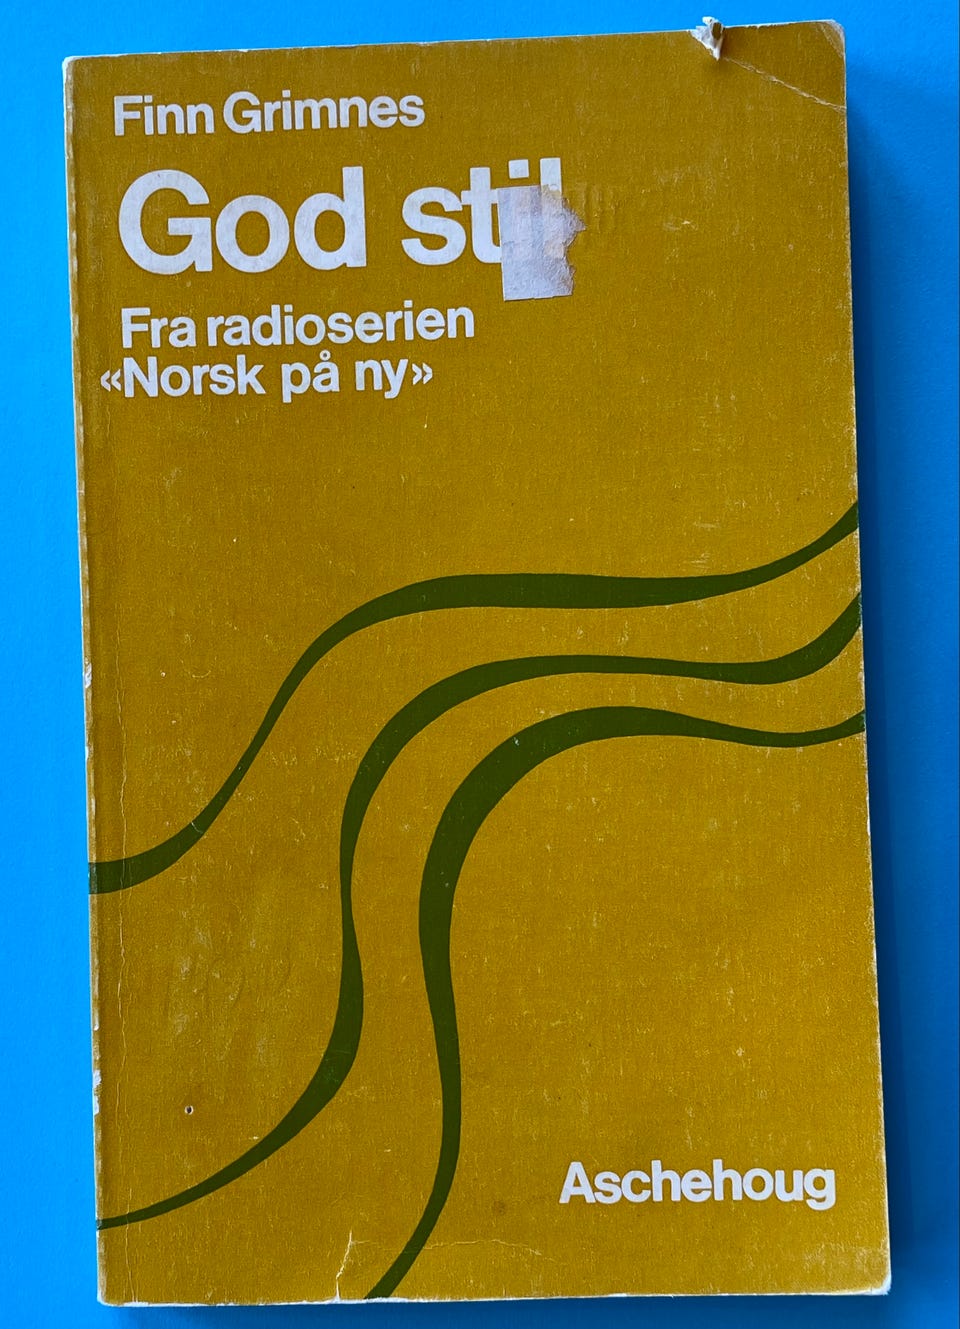 Finn Grimnes
God stil
Fra radioserien
«Norsk på ny»
Aschehoug